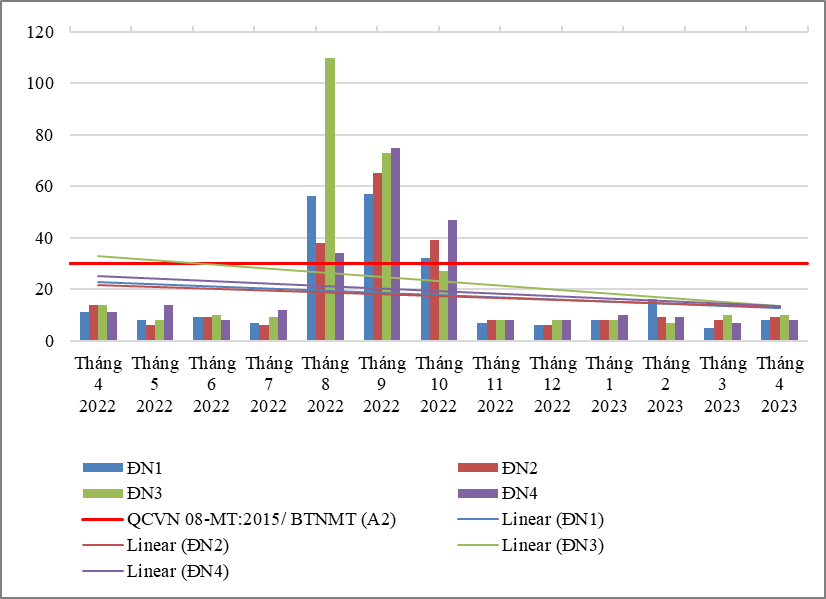 120
100
80
60
40
20
0
Tháng Tháng Tháng Tháng Tháng Tháng Tháng Tháng Tháng Tháng Tháng Tháng Tháng
4 5 6 7 8 9 10 11 12 1 2 3 4
2022 2022 2022 2022 2022 2022 2022 2022 2022 2023 2023 2023 2023
ĐN1 ĐN2
ĐN3 ĐN4
QCVN 08-MT:2015/ BTNMT (A2) Linear (ĐN1)
Linear (ĐN2) Linear (ĐN3)
Linear (ĐN4)